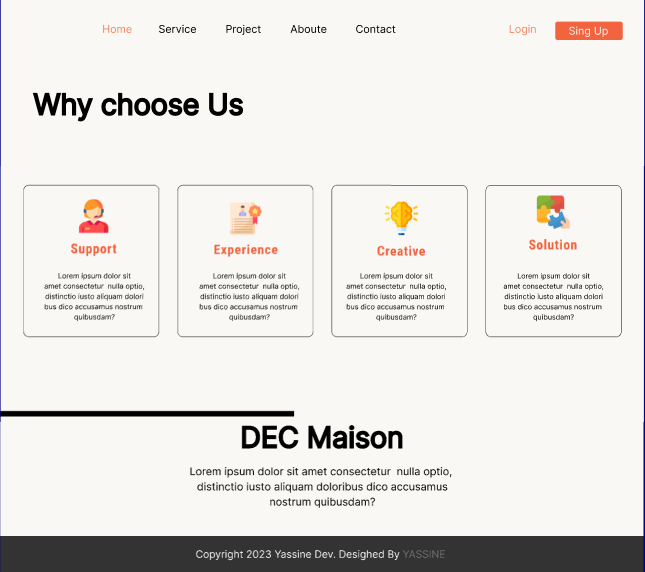 Home Service Project Aboute Contact Login Sing Up
Why choose Us
Support
Lorem ipsum dolor sit
amet consectetur nulla optio,
distinctio iusto aliquam dolori
bus dico accusamus nostrum
quibusdam?
Experience
Lorem ipsum dolor sit
amet consectetur nulla optio,
distinctio iusto aliquam dolori
bus dico accusamus nostrum
quibusdam?
Creative
Lorem ipsum dolor sit
amet consectetur nulla optio,
distinctio iusto aliquam dolori
bus dico accusamus nostrum
quibusdam?
Solution
Lorem ipsum dolor sit
amet consectetur nulla optio,
distinctio iusto aliquam dolori
bus dico accusamus nostrum
quibusdam?
DEC Maison
Lorem ipsum dolor sit amet consectetur nulla optio,
distinctio iusto aliquam doloribus dico accusamus
nostrum quibusdam?
Copyright 2023 Yassine Dev. Desighed By YASSINE